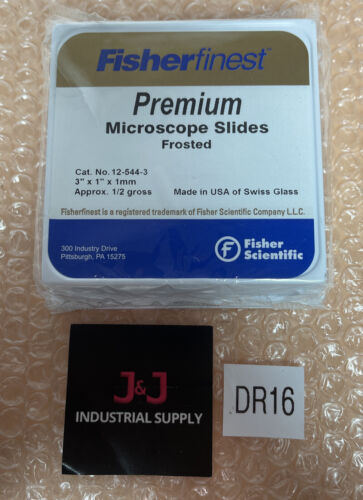 Fisherfinest™
Premium
Microscope Slides
Frosted
Cat. No. 12-544-3
3" x 1" x 1mm
Approx. 1/2 gross Made in USA of Swiss Glass
Fisherfinest is a registered trademark of Fisher Scientific Company L.L.C.
300 Industry Drive
Pittsburgh, PA 15275
Fisher
Scientific
J&J
INDUSTRIAL SUPPLY
DR16